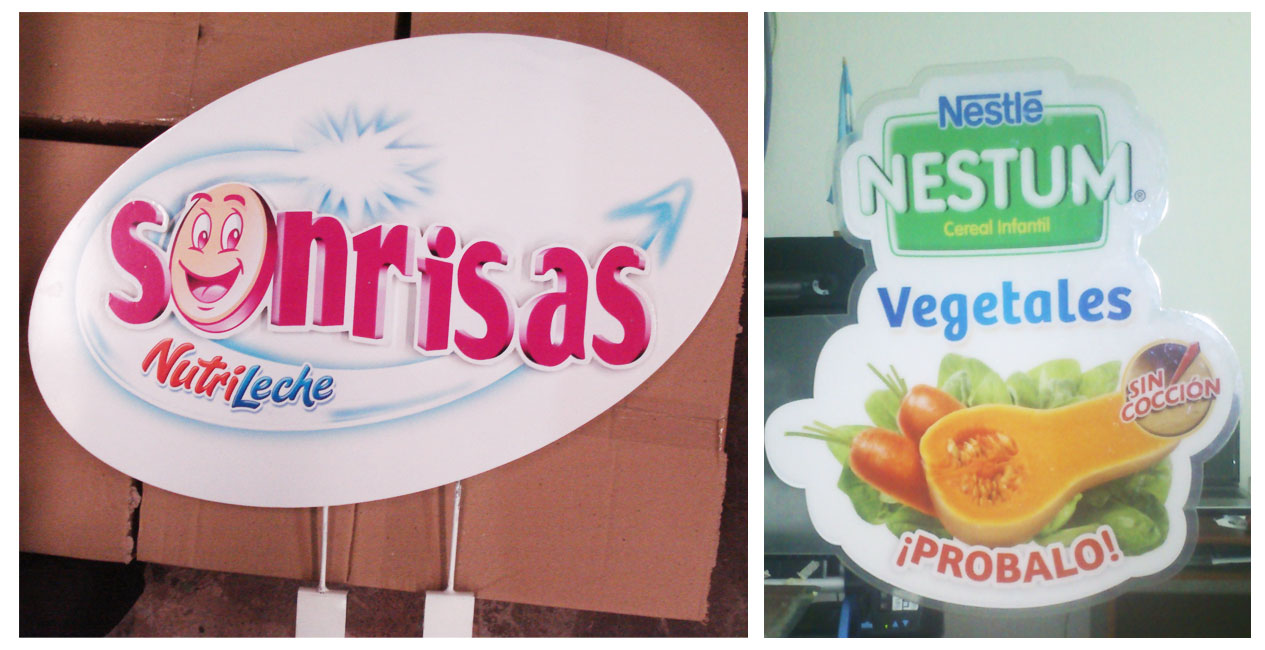 Sonrisas
NutriLeche
Nestlé
NESTUM®
Cereal Infantil
Vegetales
SIN
COCCIÓN
¡PROBALO!